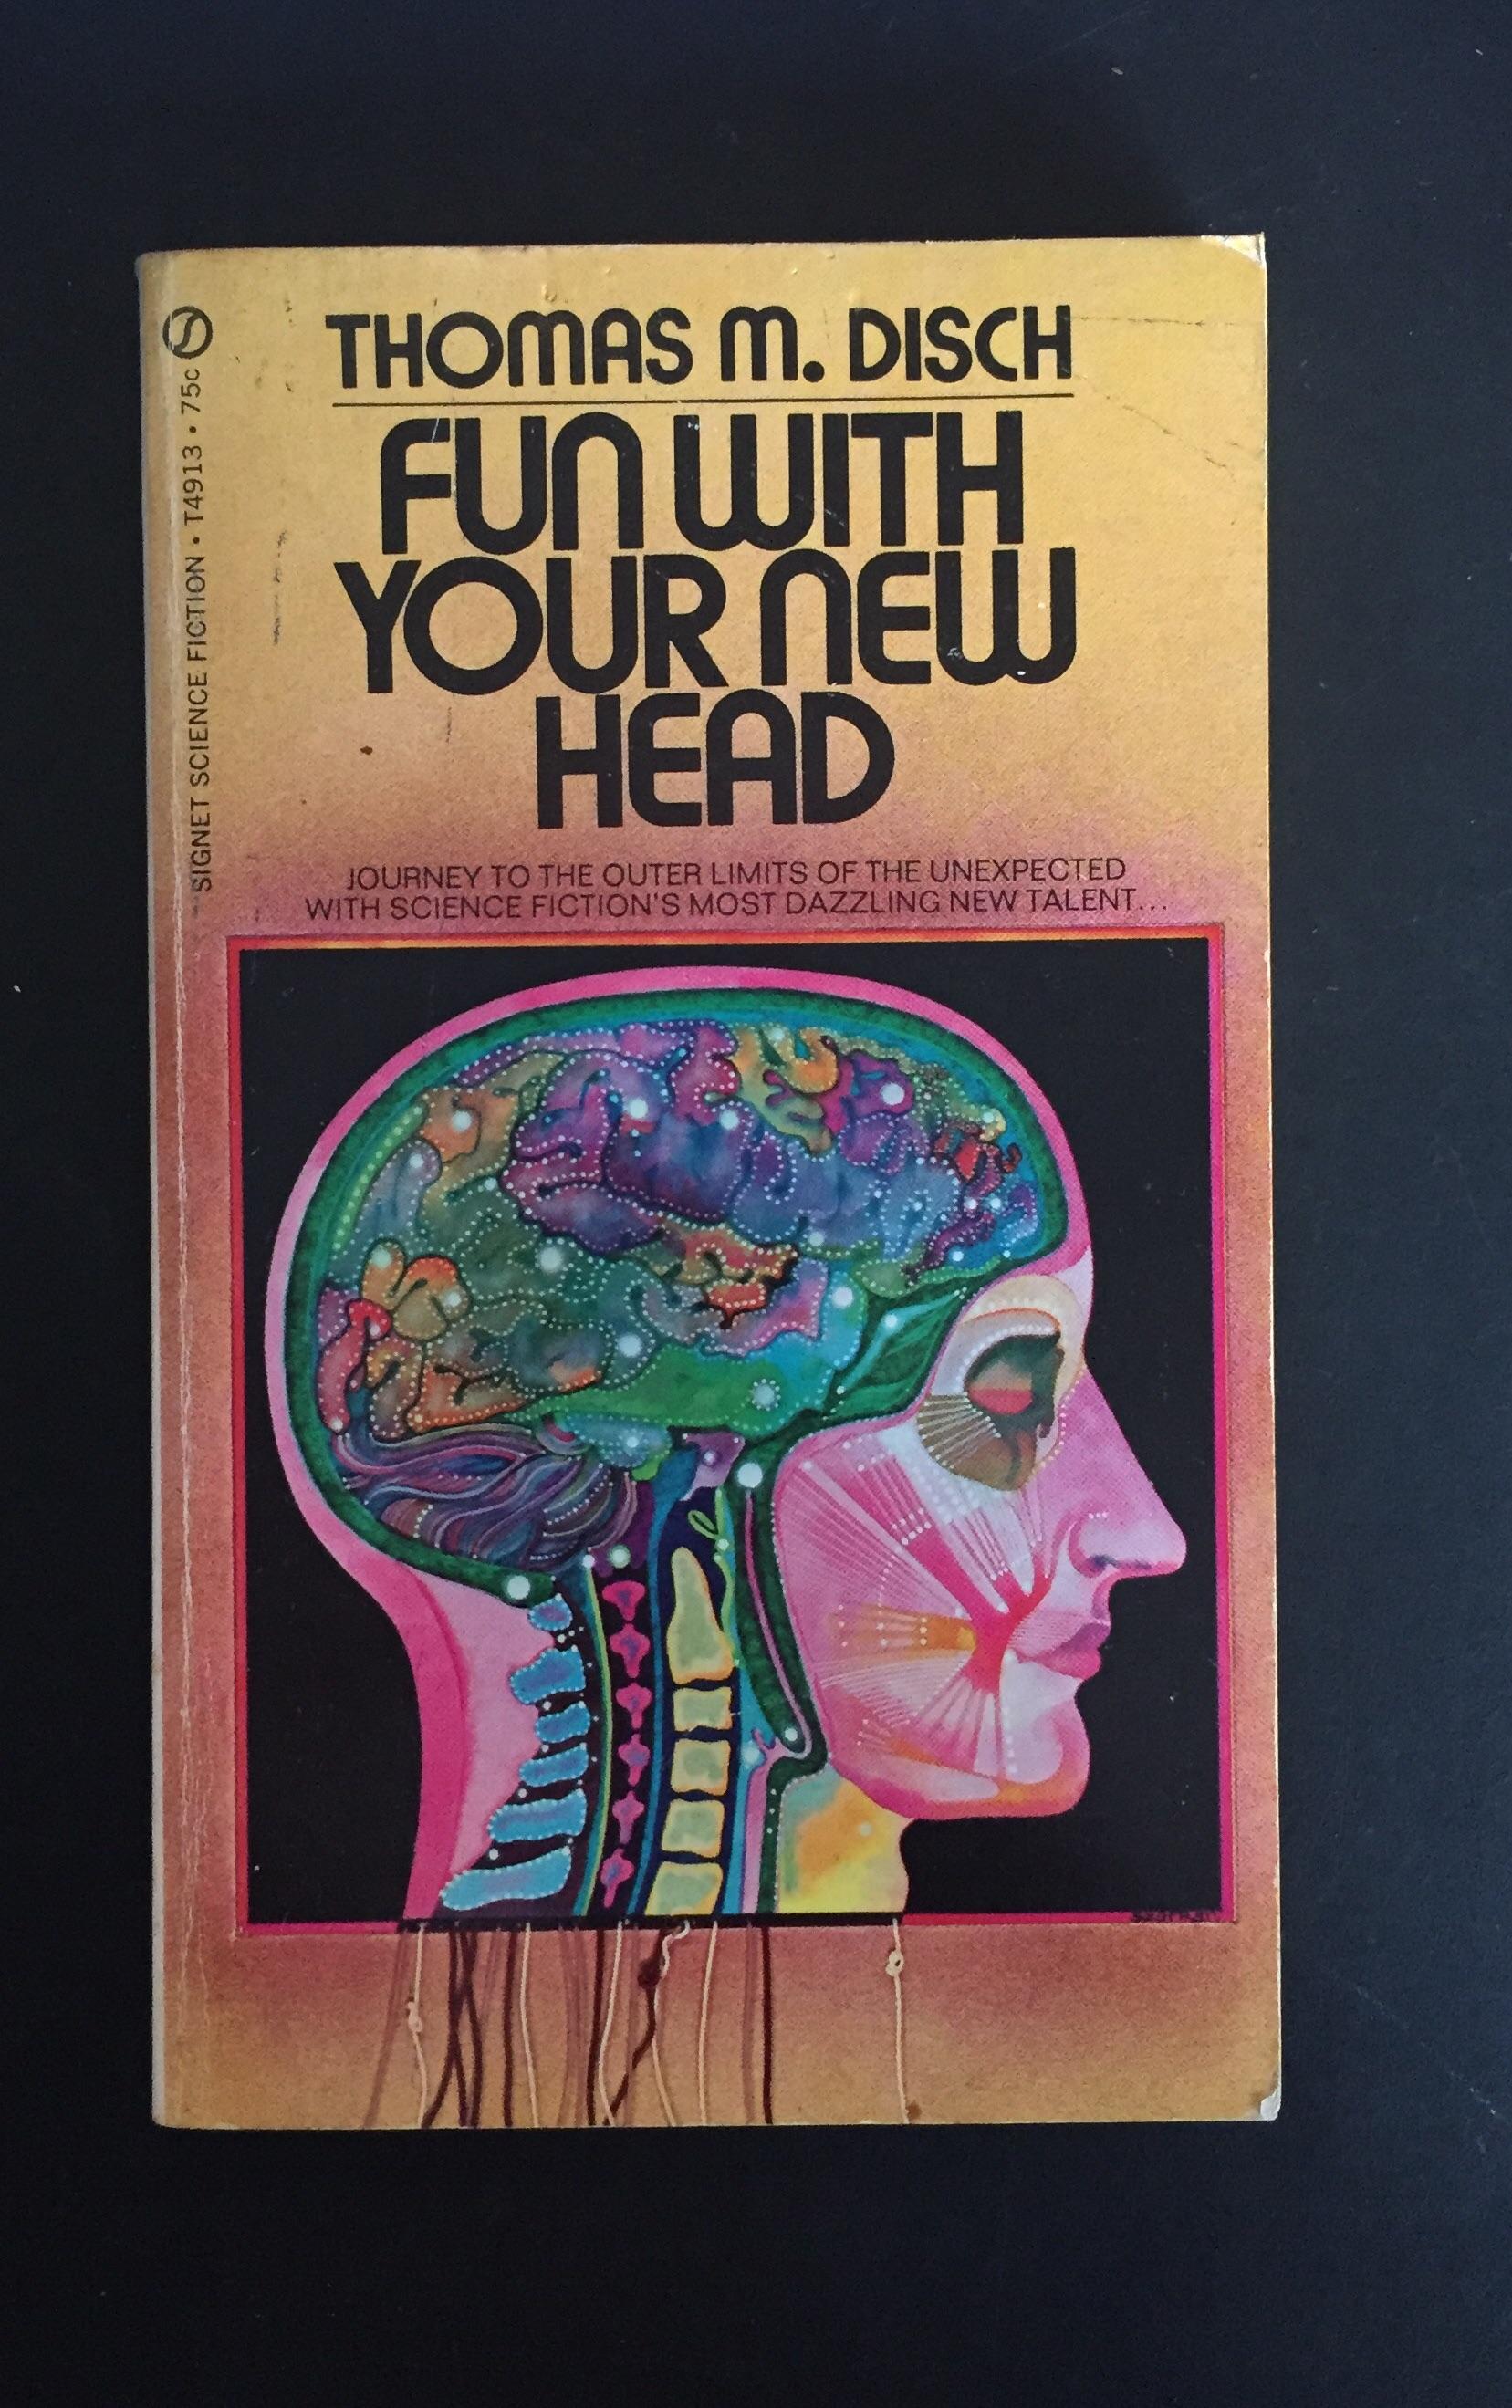 SIGNET SCIENCE FICTION • T4913 • 75c
THOMAS M. DISCH
FUN WITH
YOUR NEW
HEAD
JOURNEY TO THE OUTER LIMITS OF THE UNEXPECTED
WITH SCIENCE FICTION'S MOST DAZZLING NEW TALENT...